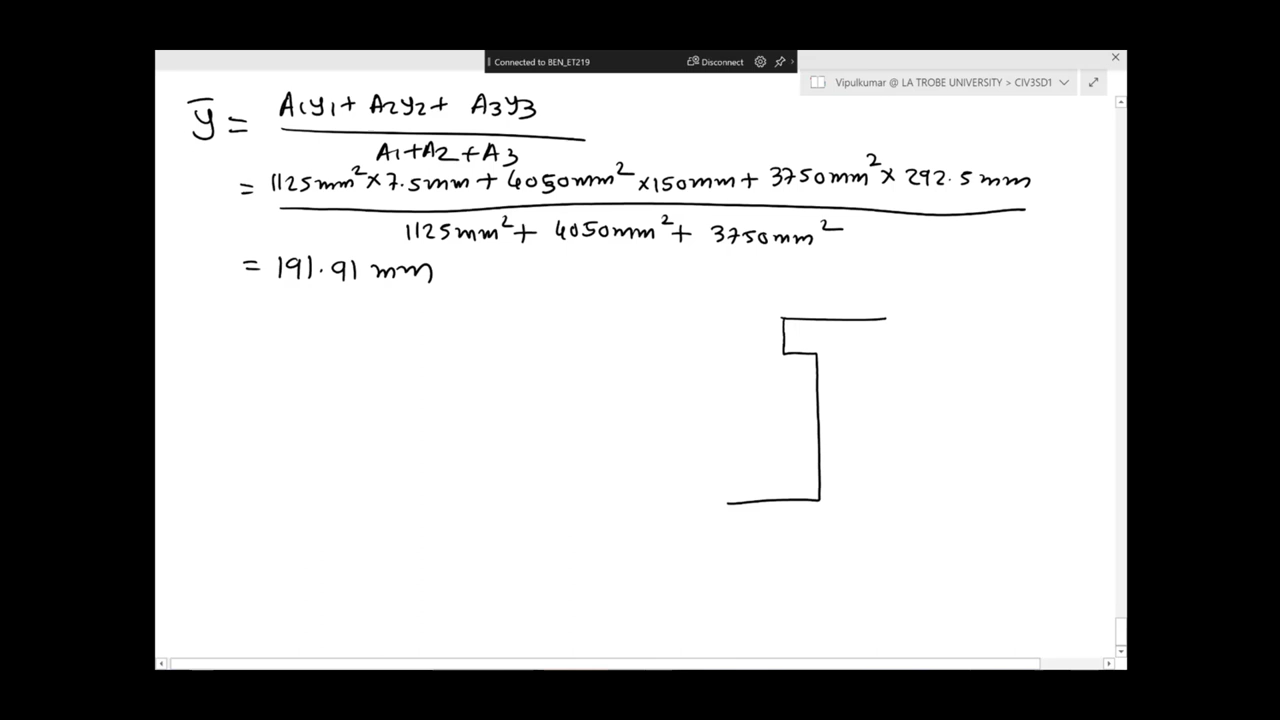 Connected to BEN_ET219 Disconnect
Vipulkumar @ LA TROBE UNIVERSITY > CIV3SD1
ȳ = A1y1 + A2y2 + A3y3
A1 + A2 + A3
= 1125mm² × 7.5mm + 4050mm² × 150mm + 3750mm² × 292.5mm
1125mm² + 4050mm² + 3750mm²
= 191.91 mm